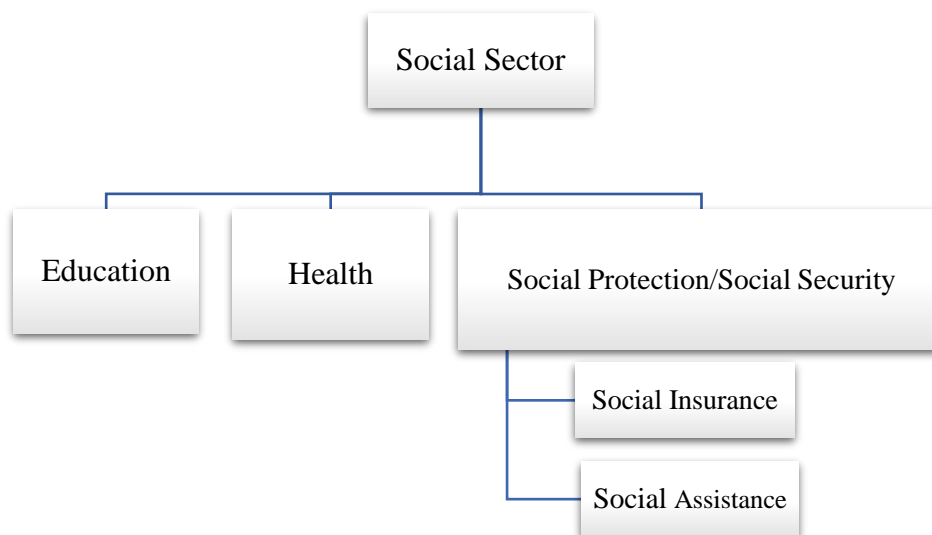 Social Sector
Education
Health
Social Protection/Social Security
Social Insurance
Social Assistance